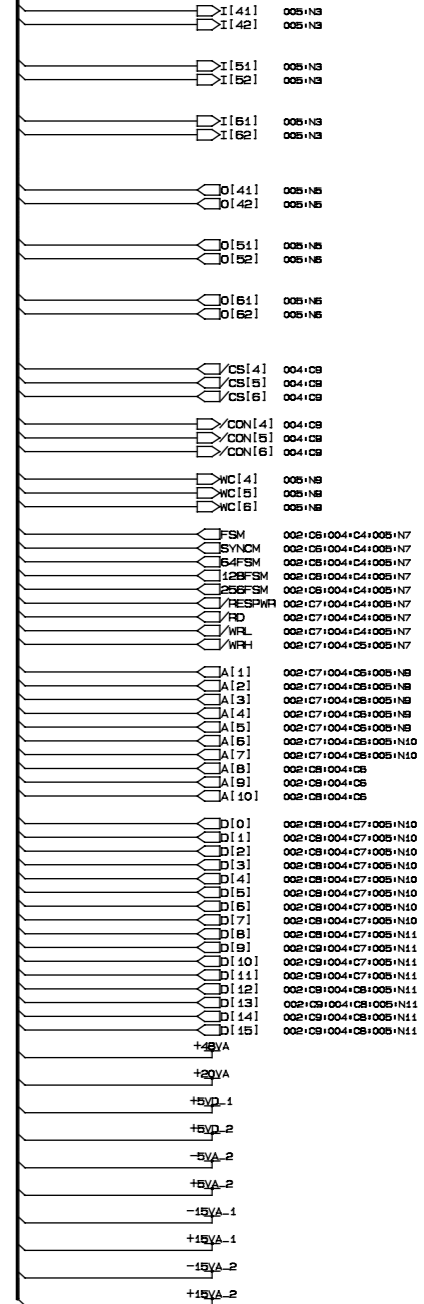 I[41] 005:N3
I[42] 005:N3
I[51] 005:N3
I[52] 005:N3
I[61] 005:N3
I[62] 005:N3
O[41] 005:N5
O[42] 005:N5
O[51] 005:N5
O[52] 005:N6
O[61] 005:N6
O[62] 005:N6
/CS[4] 004:C9
/CS[5] 004:C9
/CS[6] 004:C9
/CON[4] 004:C9
/CON[5] 004:C9
/CON[6] 004:C9
WC[4] 005:N9
WC[5] 005:N9
WC[6] 005:N9
FSM 002:C6:004:C4:005:N7
SYNCM 002:C6:004:C4:005:N7
64FSM 002:C6:004:C4:005:N7
128FSM 002:C6:004:C4:005:N7
256FSM 002:C6:004:C4:005:N7
/RESPWR 002:C7:004:C4:005:N7
/RD 002:C7:004:C4:005:N7
/WRL 002:C7:004:C4:005:N7
/WRH 002:C7:004:C5:005:N7
A[1] 002:C7:004:C6:005:N9
A[2] 002:C7:004:C6:005:N9
A[3] 002:C7:004:C6:005:N9
A[4] 002:C7:004:C6:005:N9
A[5] 002:C7:004:C6:005:N9
A[6] 002:C7:004:C6:005:N10
A[7] 002:C7:004:C6:005:N10
A[8] 002:C8:004:C6
A[9] 002:C8:004:C6
A[10] 002:C8:004:C6
D[0] 002:C8:004:C7:005:N10
D[1] 002:C8:004:C7:005:N10
D[2] 002:C8:004:C7:005:N10
D[3] 002:C8:004:C7:005:N10
D[4] 002:C8:004:C7:005:N10
D[5] 002:C8:004:C7:005:N10
D[6] 002:C8:004:C7:005:N10
D[7] 002:C8:004:C7:005:N10
D[8] 002:C8:004:C7:005:N11
D[9] 002:C9:004:C7:005:N11
D[10] 002:C9:004:C7:005:N11
D[11] 002:C9:004:C7:005:N11
D[12] 002:C9:004:C8:005:N11
D[13] 002:C9:004:C8:005:N11
D[14] 002:C9:004:C8:005:N11
D[15] 002:C9:004:C8:005:N11
+48VA
+20VA
+5VD_1
+5VD_2
-5VA_2
+5VA_2
-15VA_1
+15VA_1
-15VA_2
+15VA_2